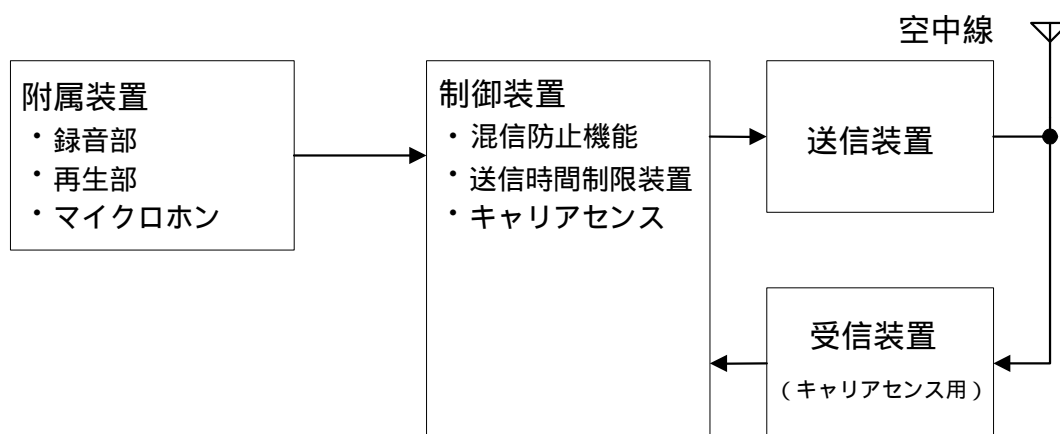 空中線
附属装置
・録音部
・再生部
・マイクロホン
制御装置
・混信防止機能
・送信時間制限装置
・キャリアセンス
送信装置
受信装置
（キャリアセンス用）